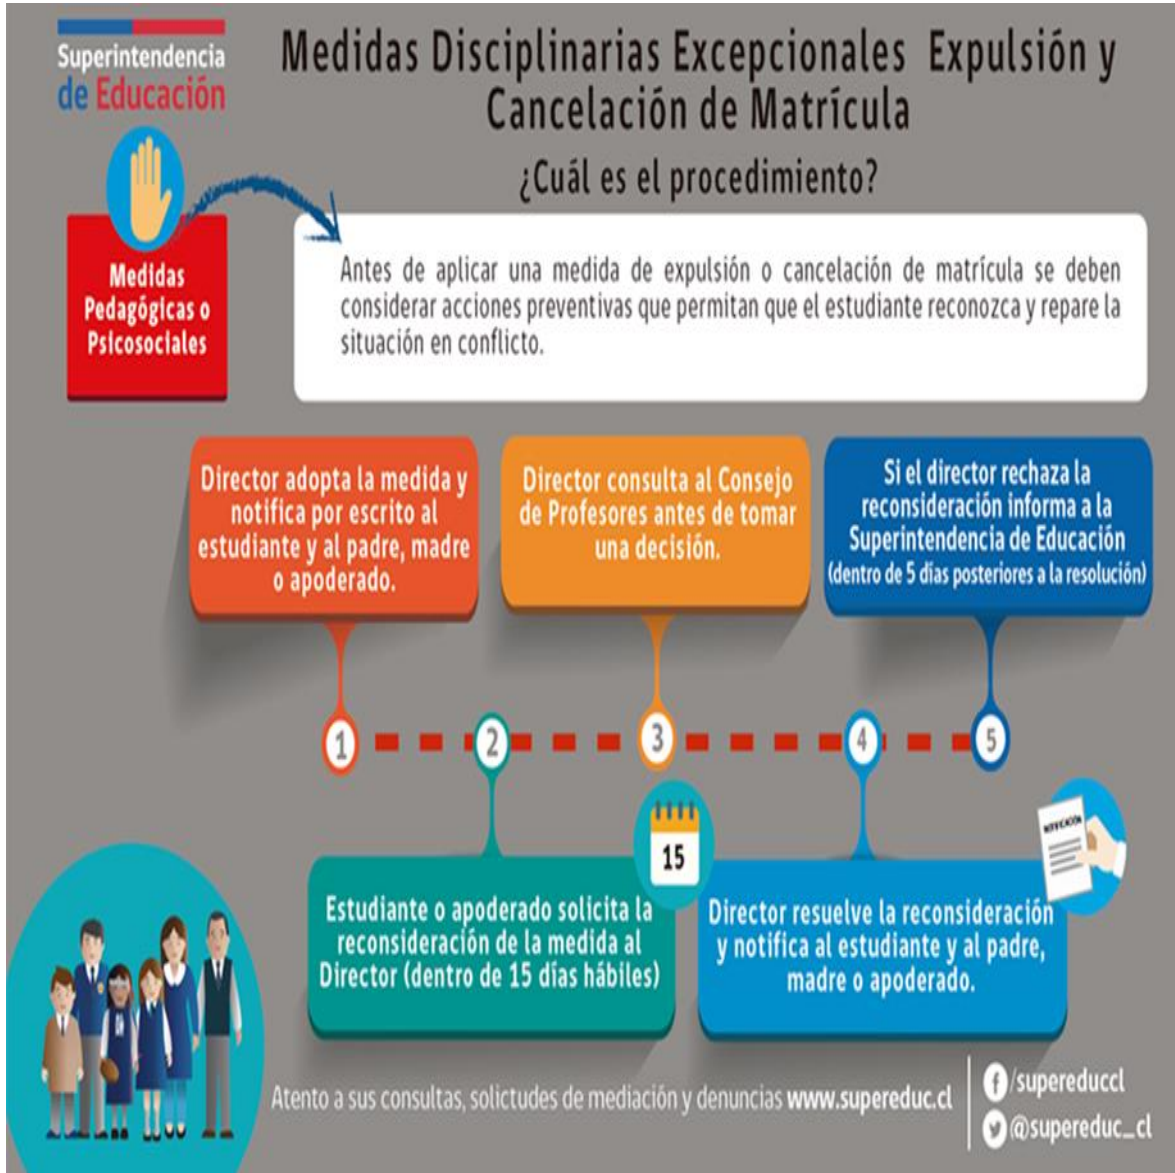 Superintendencia
de Educación
Medidas Disciplinarias Excepcionales Expulsión y
Cancelación de Matrícula
¿Cuál es el procedimiento?
Medidas
Pedagógicas o
Psicosociales
Antes de aplicar una medida de expulsión o cancelación de matrícula se deben
considerar acciones preventivas que permitan que el estudiante reconozca y repare la
situación en conflicto.
Director adopta la medida y
notifica por escrito al
estudiante y al padre, madre
o apoderado.
Director consulta al Consejo
de Profesores antes de tomar
una decisión.
Si el director rechaza la
reconsideración informa a la
Superintendencia de Educación
(dentro de 5 días posteriores a la resolución)
1
2
3
4
5
15
NOTIFICACIÓN
Estudiante o apoderado solicita la
reconsideración de la medida al
Director (dentro de 15 días hábiles)
Director resuelve la reconsideración
y notifica al estudiante y al padre,
madre o apoderado.
Atento a sus consultas, solictudes de mediación y denuncias www.supereduc.cl
/supereduccl
@supereduc_cl